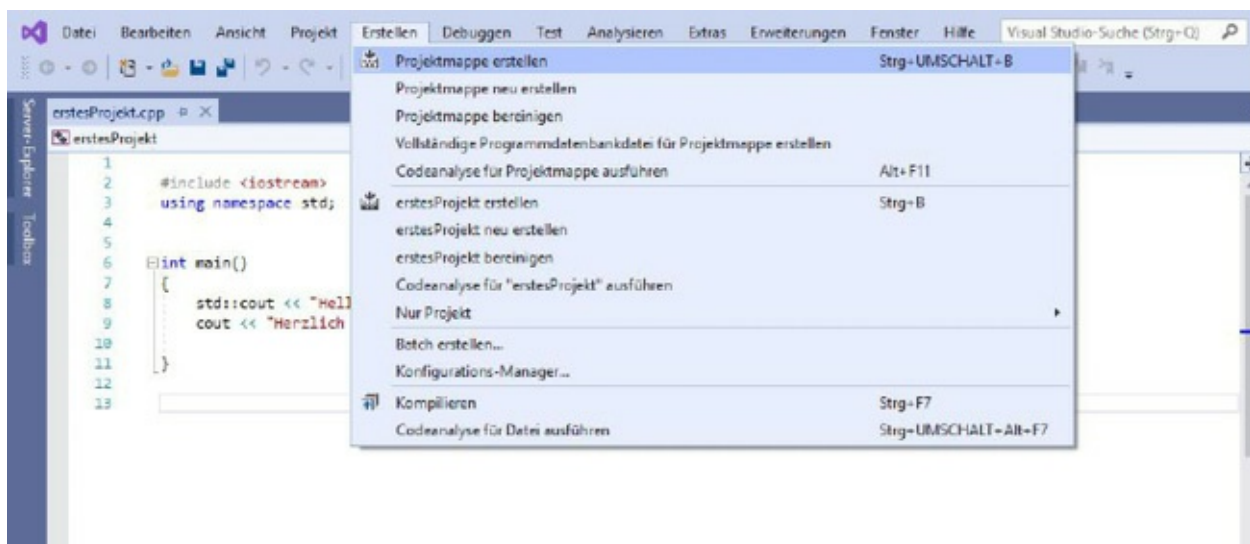 Datei Bearbeiten Ansicht Projekt Erstellen Debuggen Test Analysieren Extras Erweiterungen Fenster Hilfe Visual Studio-Suche (Strg+Q)
Projektmappe erstellen Strg+UMSCHALT+B
Projektmappe neu erstellen
Projektmappe bereinigen
Vollständige Programmdatenbankdatei für Projektmappe erstellen
Codeanalyse für Projektmappe ausführen Alt+F11
erstesProjekt erstellen Strg+B
erstesProjekt neu erstellen
erstesProjekt bereinigen
Codeanalyse für "erstesProjekt" ausführen
Nur Projekt
Batch erstellen...
Konfigurations-Manager...
Kompilieren Strg+F7
Codeanalyse für Datei ausführen Strg+UMSCHALT+Alt+F7
Server-Explorer
Toolbox
erstesProjekt.cpp
erstesProjekt
1
2 #include <iostream>
3 using namespace std;
4
5
6 int main()
7 {
8 std::cout << "Hell
9 cout << "Herzlich
10
11 }
12
13